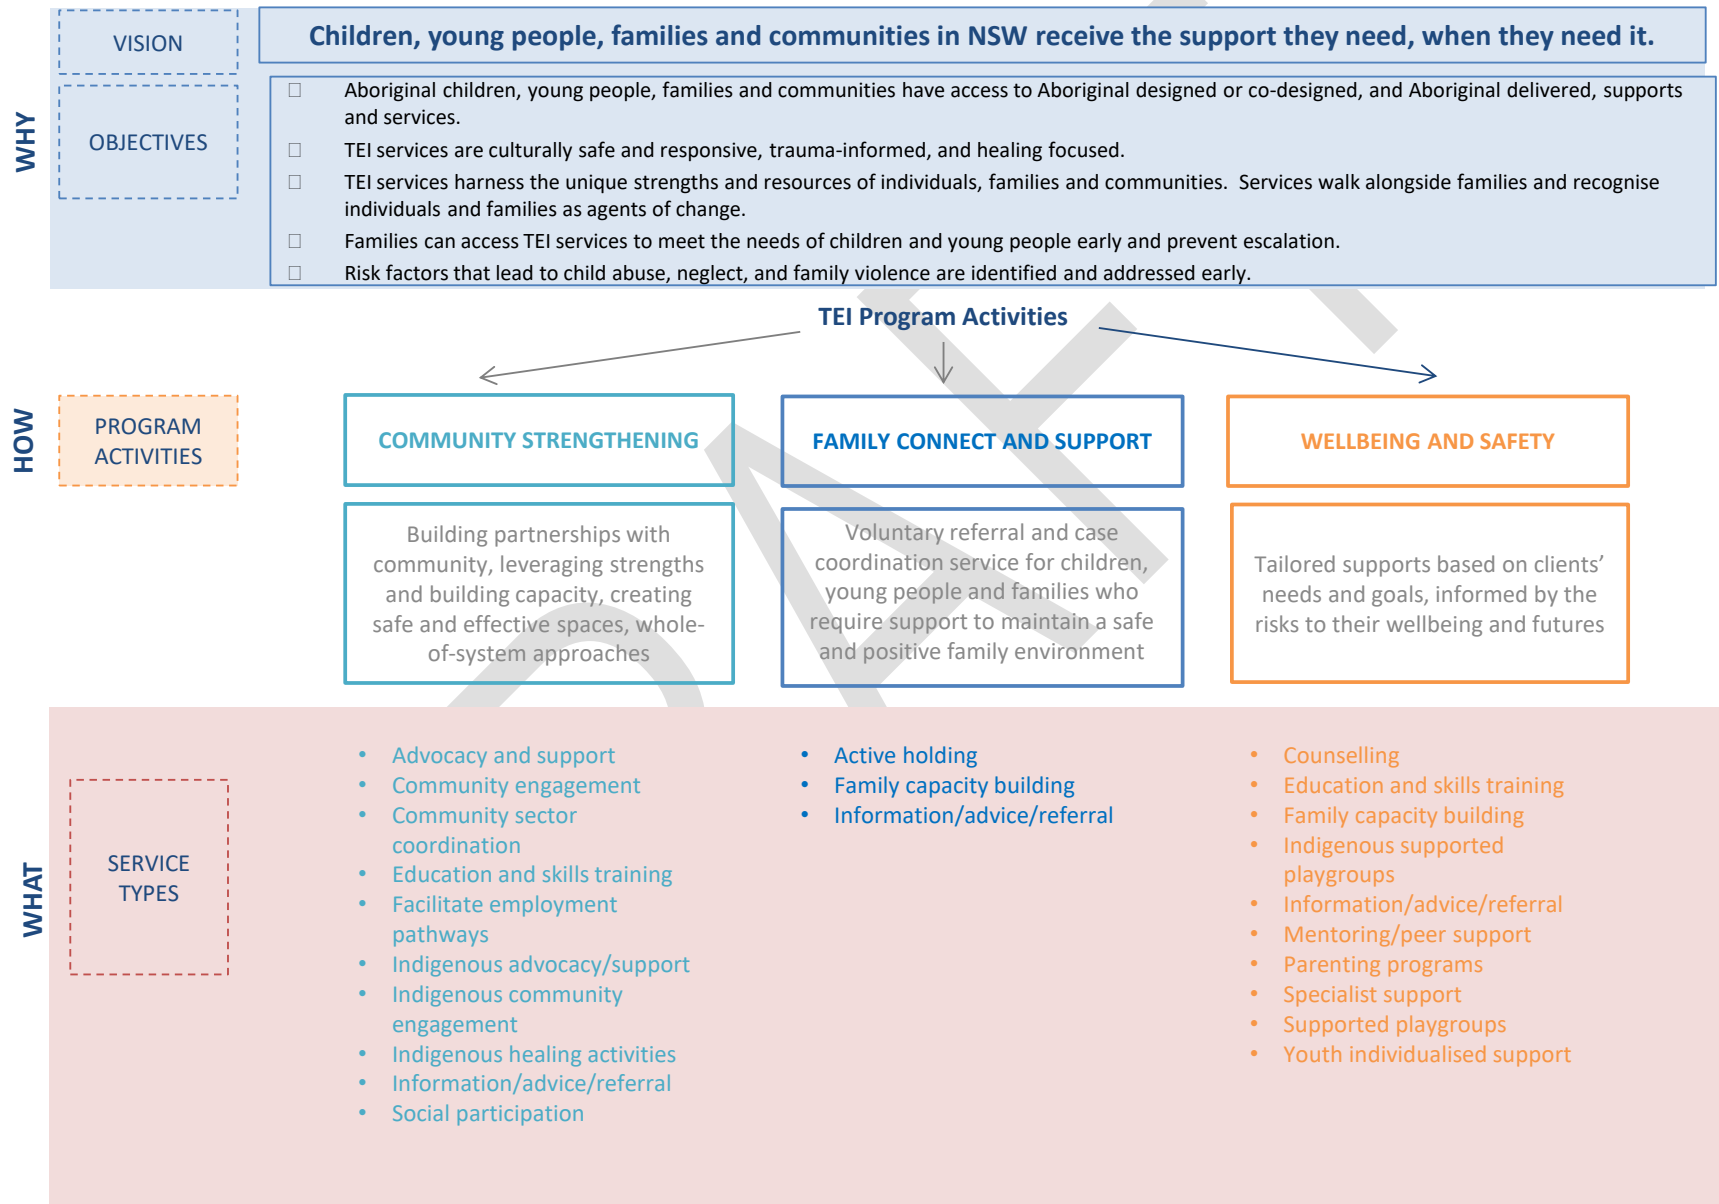 VISION
Children, young people, families and communities in NSW receive the support they need, when they need it.
WHY
OBJECTIVES
Aboriginal children, young people, families and communities have access to Aboriginal designed or co-designed, and Aboriginal delivered, supports
and services.
TEI services are culturally safe and responsive, trauma-informed, and healing focused.
TEI services harness the unique strengths and resources of individuals, families and communities.  Services walk alongside families and recognise
individuals and families as agents of change.
Families can access TEI services to meet the needs of children and young people early and prevent escalation.
Risk factors that lead to child abuse, neglect, and family violence are identified and addressed early.
TEI Program Activities
HOW
PROGRAM
ACTIVITIES
COMMUNITY STRENGTHENING
FAMILY CONNECT AND SUPPORT
WELLBEING AND SAFETY
Building partnerships with
community, leveraging strengths
and building capacity, creating
safe and effective spaces, whole-
of-system approaches
Voluntary referral and case
coordination service for children,
young people and families who
require support to maintain a safe
and positive family environment
Tailored supports based on clients’
needs and goals, informed by the
risks to their wellbeing and futures
WHAT
SERVICE
TYPES
• Advocacy and support
• Community engagement
• Community sector
coordination
• Education and skills training
• Facilitate employment
pathways
• Indigenous advocacy/support
• Indigenous community
engagement
• Indigenous healing activities
• Information/advice/referral
• Social participation
• Active holding
• Family capacity building
• Information/advice/referral
• Counselling
• Education and skills training
• Family capacity building
• Indigenous supported
playgroups
• Information/advice/referral
• Mentoring/peer support
• Parenting programs
• Specialist support
• Supported playgroups
• Youth individualised support
DRAFT